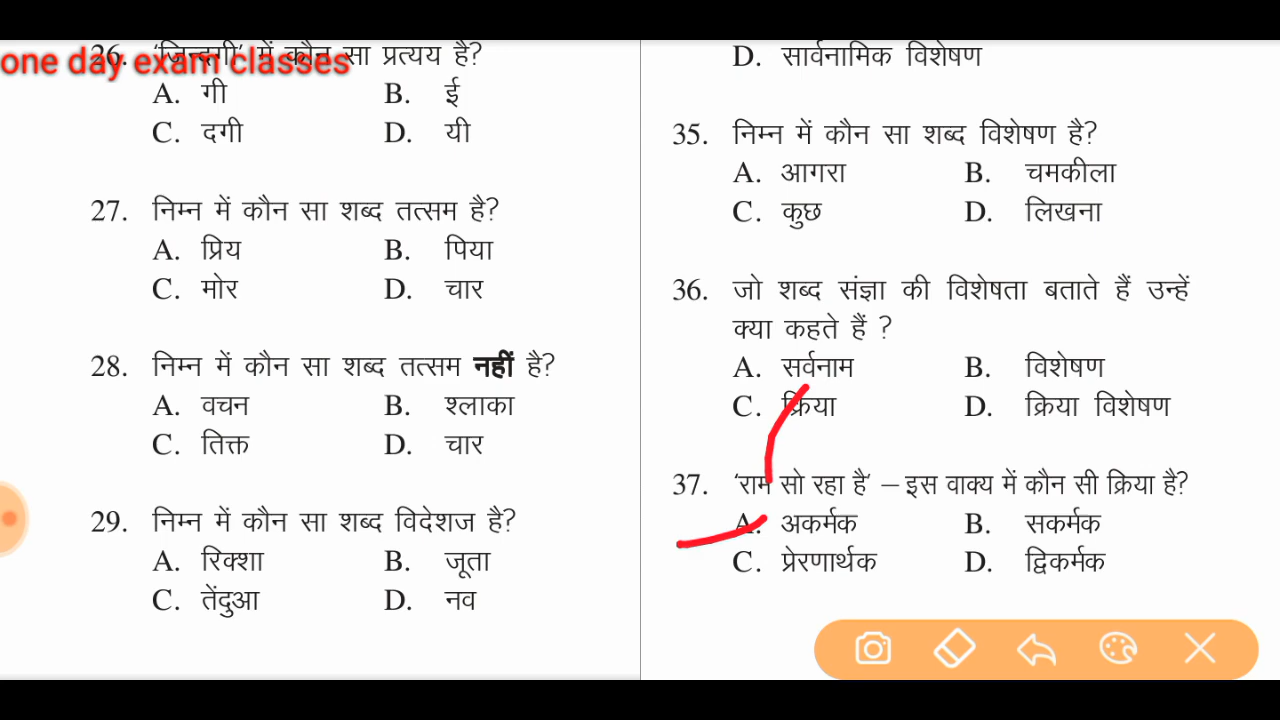 26. 'ज़िन्दगी' में कौन सा प्रत्यय है?
one day exam classes
A. गी B. ई
C. दगी D. यी
27. निम्न में कौन सा शब्द तत्सम है?
A. प्रिय B. पिया
C. मोर D. चार
28. निम्न में कौन सा शब्द तत्सम नहीं है?
A. वचन B. श्लाका
C. तिक्त D. चार
29. निम्न में कौन सा शब्द विदेशज है?
A. रिक्शा B. जूता
C. तेंदुआ D. नव
D. सार्वनामिक विशेषण
35. निम्न में कौन सा शब्द विशेषण है?
A. आगरा B. चमकीला
C. कुछ D. लिखना
36. जो शब्द संज्ञा की विशेषता बताते हैं उन्हें
क्या कहते हैं ?
A. सर्वनाम B. विशेषण
C. क्रिया D. क्रिया विशेषण
37. 'राम सो रहा है' – इस वाक्य में कौन सी क्रिया है?
A. अकर्मक B. सकर्मक
C. प्रेरणार्थक D. द्विकर्मक